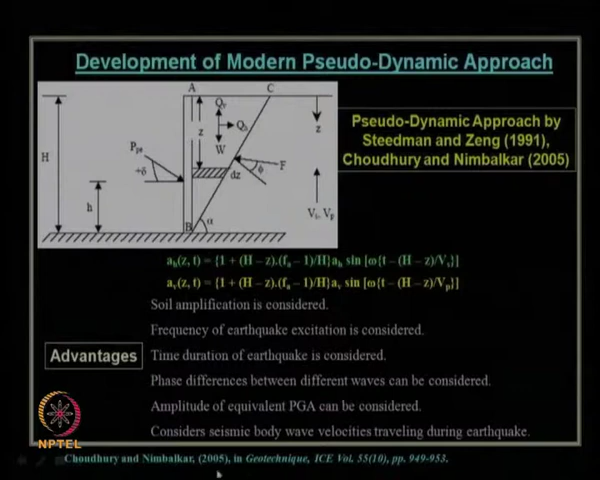 Development of Modern Pseudo-Dynamic Approach
A
C
Qv
Qh
z
W
z
H
Ppe
+δ
dz
φ
F
h
Vs, Vp
B
α
Pseudo-Dynamic Approach by
Steedman and Zeng (1991),
Choudhury and Nimbalkar (2005)
ah(z, t) = {1 + (H – z).(fa – 1)/H}ah sin [ω{t – (H – z)/Vs}]
av(z, t) = {1 + (H – z).(fa – 1)/H}av sin [ω{t – (H – z)/Vp}]
Soil amplification is considered.
Frequency of earthquake excitation is considered.
Advantages
Time duration of earthquake is considered.
Phase differences between different waves can be considered.
Amplitude of equivalent PGA can be considered.
Considers seismic body wave velocities traveling during earthquake.
NPTEL
Choudhury and Nimbalkar, (2005), in Geotechnique, ICE Vol. 55(10), pp. 949-953.